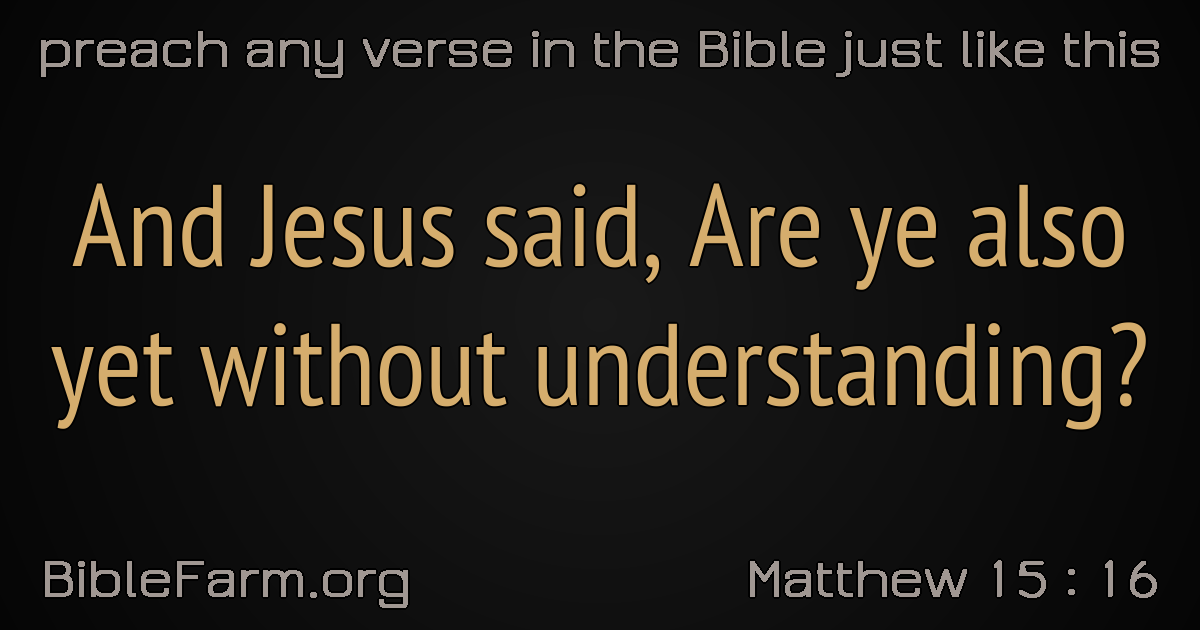 preach any verse in the Bible just like this
And Jesus said, Are ye also
yet without understanding?
BibleFarm.org
Matthew 15 : 16